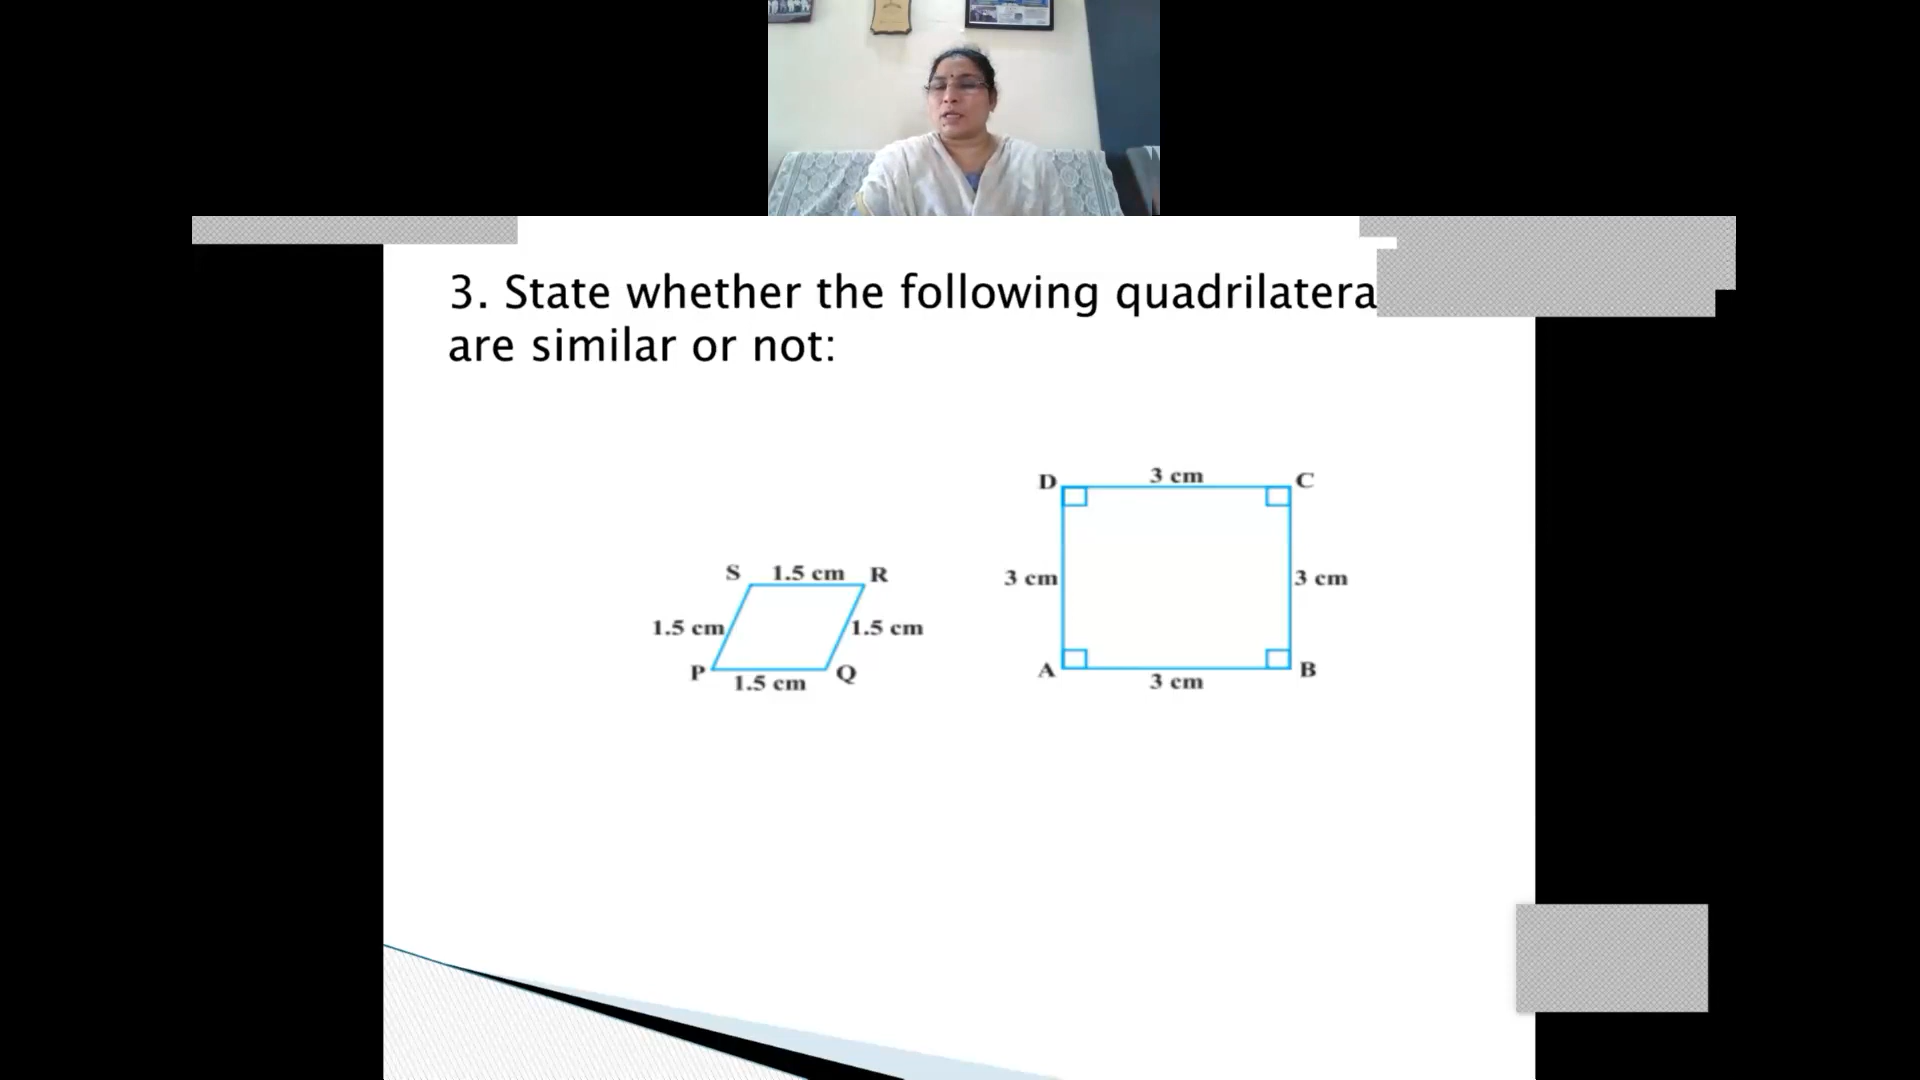 3. State whether the following quadrilatera
are similar or not:
D 3 cm C
S 1.5 cm R
3 cm 3 cm
1.5 cm 1.5 cm
P 1.5 cm Q
A 3 cm B